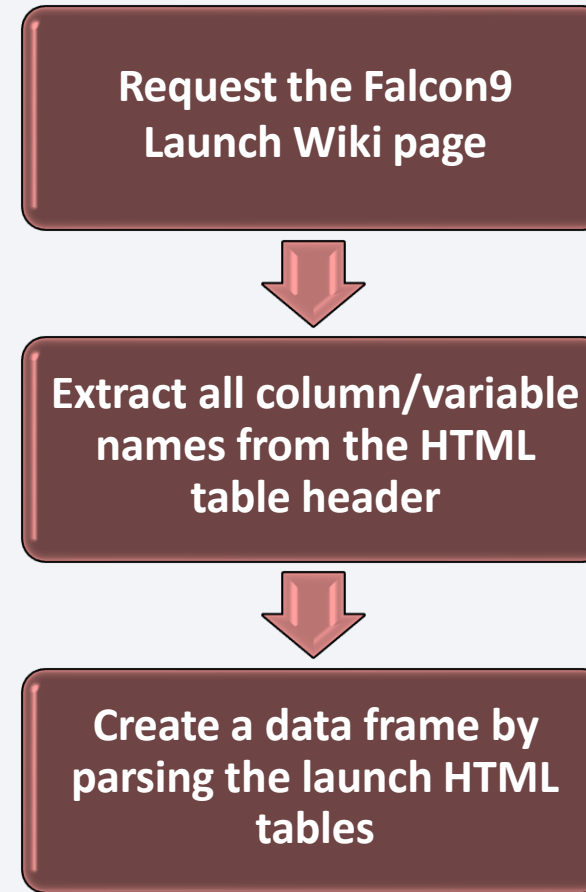 Request the Falcon9
Launch Wiki page
Extract all column/variable
names from the HTML
table header
Create a data frame by
parsing the launch HTML
tables